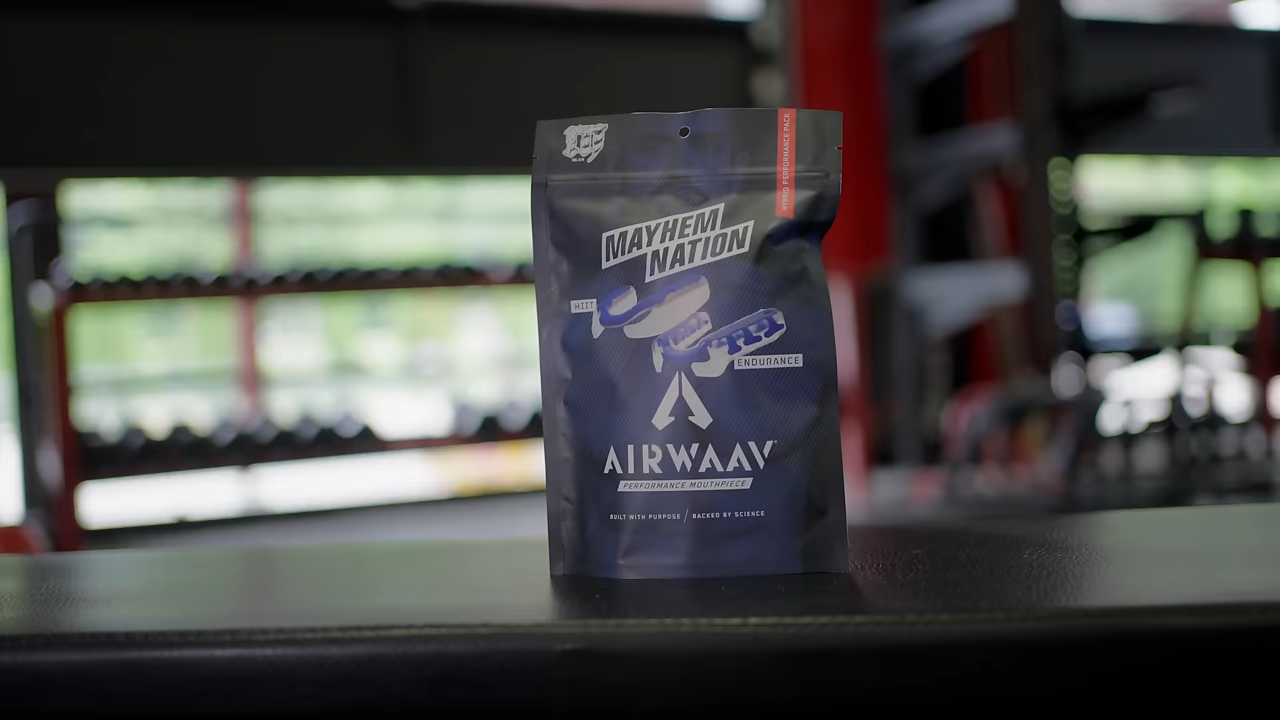 HYBRID PERFORMANCE PACK
MAYHEM
NATION
HIIT
ENDURANCE
AIRWAAV
PERFORMANCE MOUTHPIECE
BUILT WITH PURPOSE / BACKED BY SCIENCE